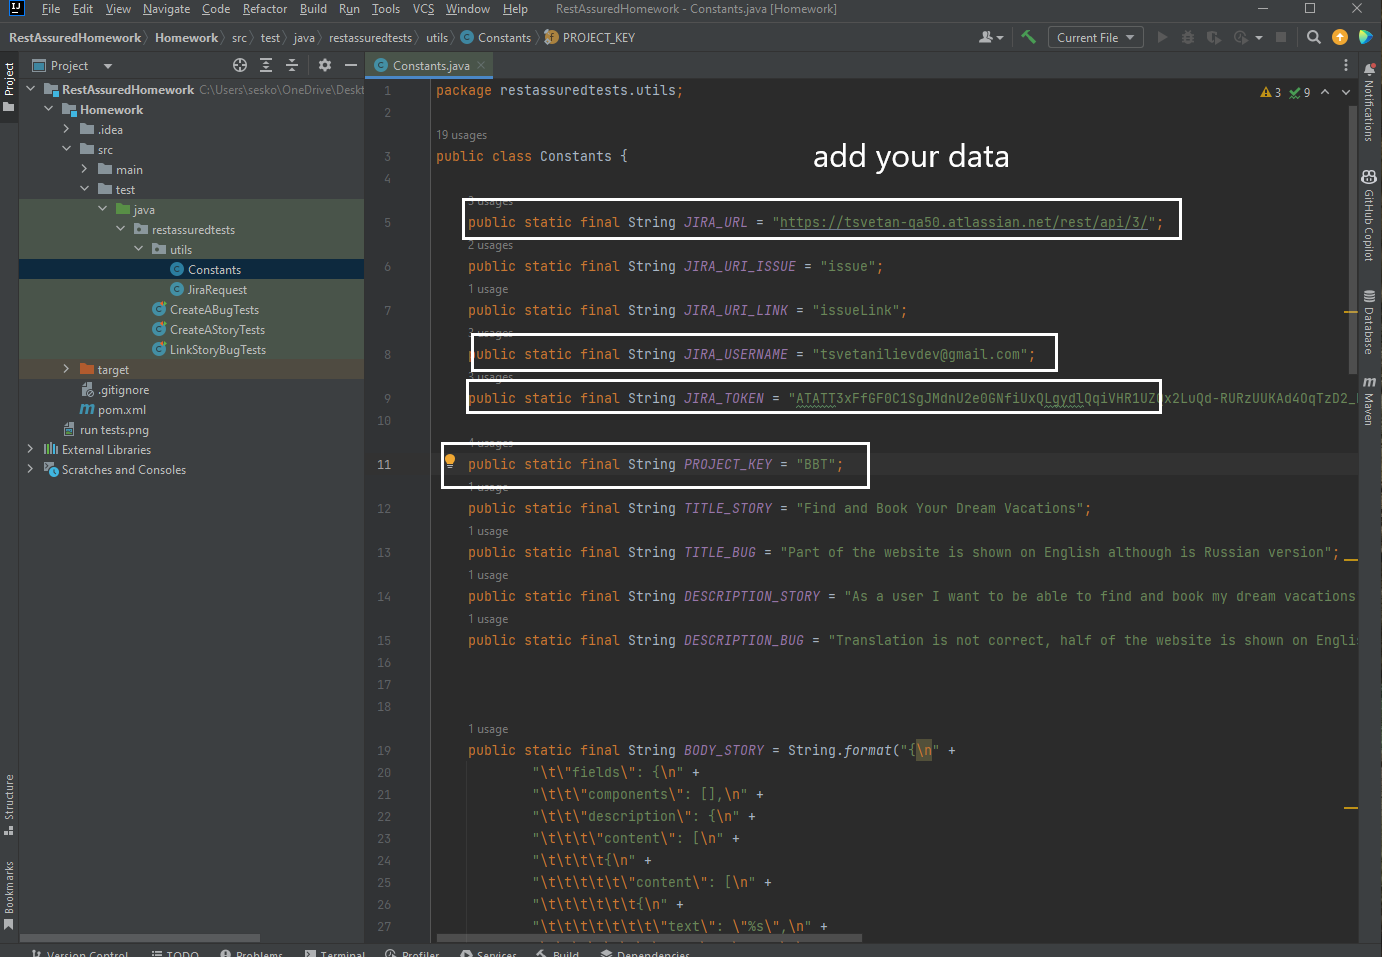 File Edit View Navigate Code Refactor Build Run Tools VCS Window Help RestAssuredHomework - Constants.java [Homework]
RestAssuredHomework Homework src test java restassuredtests utils Constants PROJECT_KEY Current File
Project
Constants.java
RestAssuredHomework C:\Users\sesko\OneDrive\Deskt
Homework
.idea
src
main
test
java
restassuredtests
utils
Constants
JiraRequest
CreateABugTests
CreateAStoryTests
LinkStoryBugTests
target
.gitignore
pom.xml
run tests.png
External Libraries
Scratches and Consoles
Project
Structure
Bookmarks
3 9
1 package restassuredtests.utils;
2
19 usages
3 public class Constants {
add your data
4
3 usages
5 public static final String JIRA_URL = "https://tsvetan-qa50.atlassian.net/rest/api/3/";
2 usages
6 public static final String JIRA_URI_ISSUE = "issue";
1 usage
7 public static final String JIRA_URI_LINK = "issueLink";
3 usages
8 public static final String JIRA_USERNAME = "tsvetanilievdev@gmail.com";
3 usages
9 public static final String JIRA_TOKEN =
10
4 usages
11 public static final String PROJECT_KEY = "BBT";
1 usage
12 public static final String TITLE_STORY = "Find and Book Your Dream Vacations";
1 usage
13 public static final String TITLE_BUG = "Part of the website is shown on English although is Russian version";
1 usage
14 public static final String DESCRIPTION_STORY = "As a user I want to be able to find and book my dream vacations
1 usage
15 public static final String DESCRIPTION_BUG = "Translation is not correct, half of the website is shown on Englis
16
17
18
1 usage
19 public static final String BODY_STORY = String.format("{\n" +
20 "\t\"fields\": {\n" +
21 "\t\t\"components\": [],\n" +
22 "\t\t\"description\": {\n" +
23 "\t\t\t\"content\": [\n" +
24 "\t\t\t\t{\n" +
25 "\t\t\t\t\t\"content\": [\n" +
26 "\t\t\t\t\t\t{\n" +
27 "\t\t\t\t\t\t\t\"text\": \"%s\",\n" +
Notifications
GitHub Copilot
Database
Maven
Version Control TODO Problems Terminal Profiler Services Build Dependencies